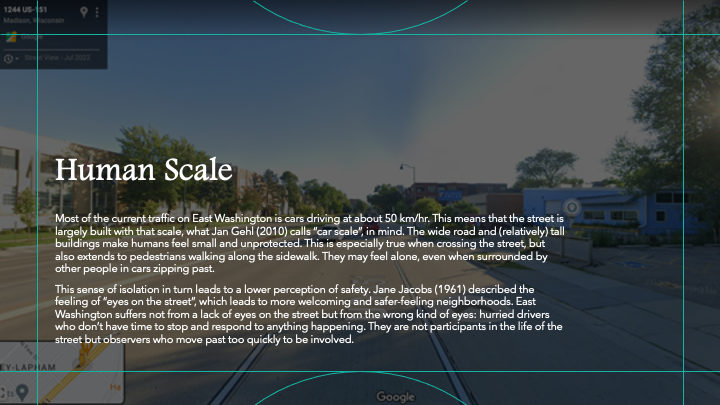 1244 US-151
Madison, Wisconsin
Google
Street View - Jul 2023
Human Scale
Most of the current traffic on East Washington is cars driving at about 50 km/hr. This means that the street is
largely built with that scale, what Jan Gehl (2010) calls “car scale”, in mind. The wide road and (relatively) tall
buildings make humans feel small and unprotected. This is especially true when crossing the street, but
also extends to pedestrians walking along the sidewalk. They may feel alone, even when surrounded by
other people in cars zipping past.
This sense of isolation in turn leads to a lower perception of safety. Jane Jacobs (1961) described the
feeling of “eyes on the street”, which leads to more welcoming and safer-feeling neighborhoods. East
Washington suffers not from a lack of eyes on the street but from the wrong kind of eyes: hurried drivers
who don’t have time to stop and respond to anything happening. They are not participants in the life of the
street but observers who move past too quickly to be involved.
EY-LAPHAM
Google